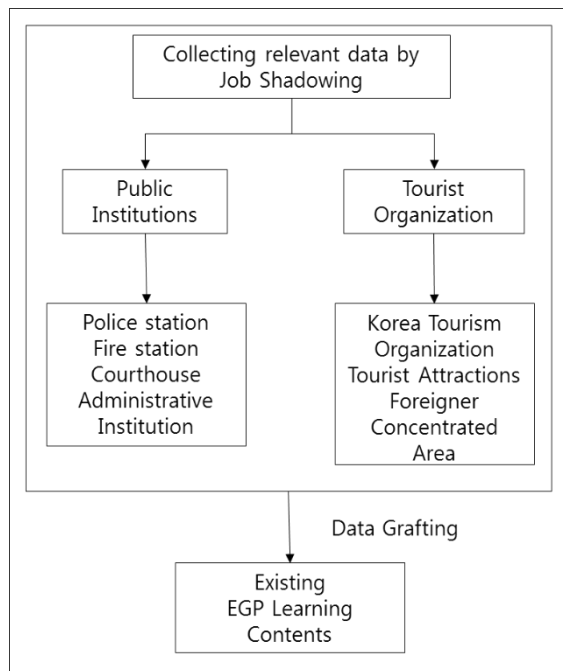 Collecting relevant data by
Job Shadowing
Public
Institutions
Tourist
Organization
Police station
Fire station
Courthouse
Administrative
Institution
Korea Tourism
Organization
Tourist Attractions
Foreigner
Concentrated
Area
Data Grafting
Existing
EGP Learning
Contents